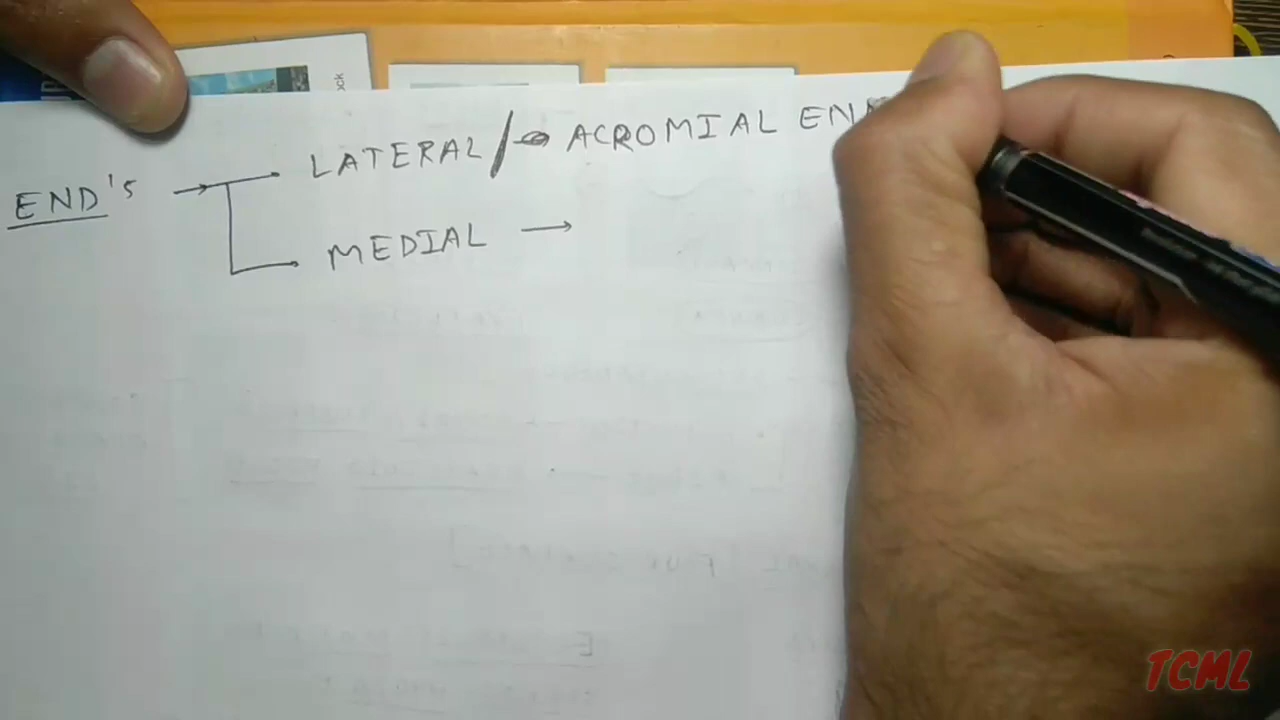 LATERAL / ACROMIAL EN
END's
MEDIAL →
TCML